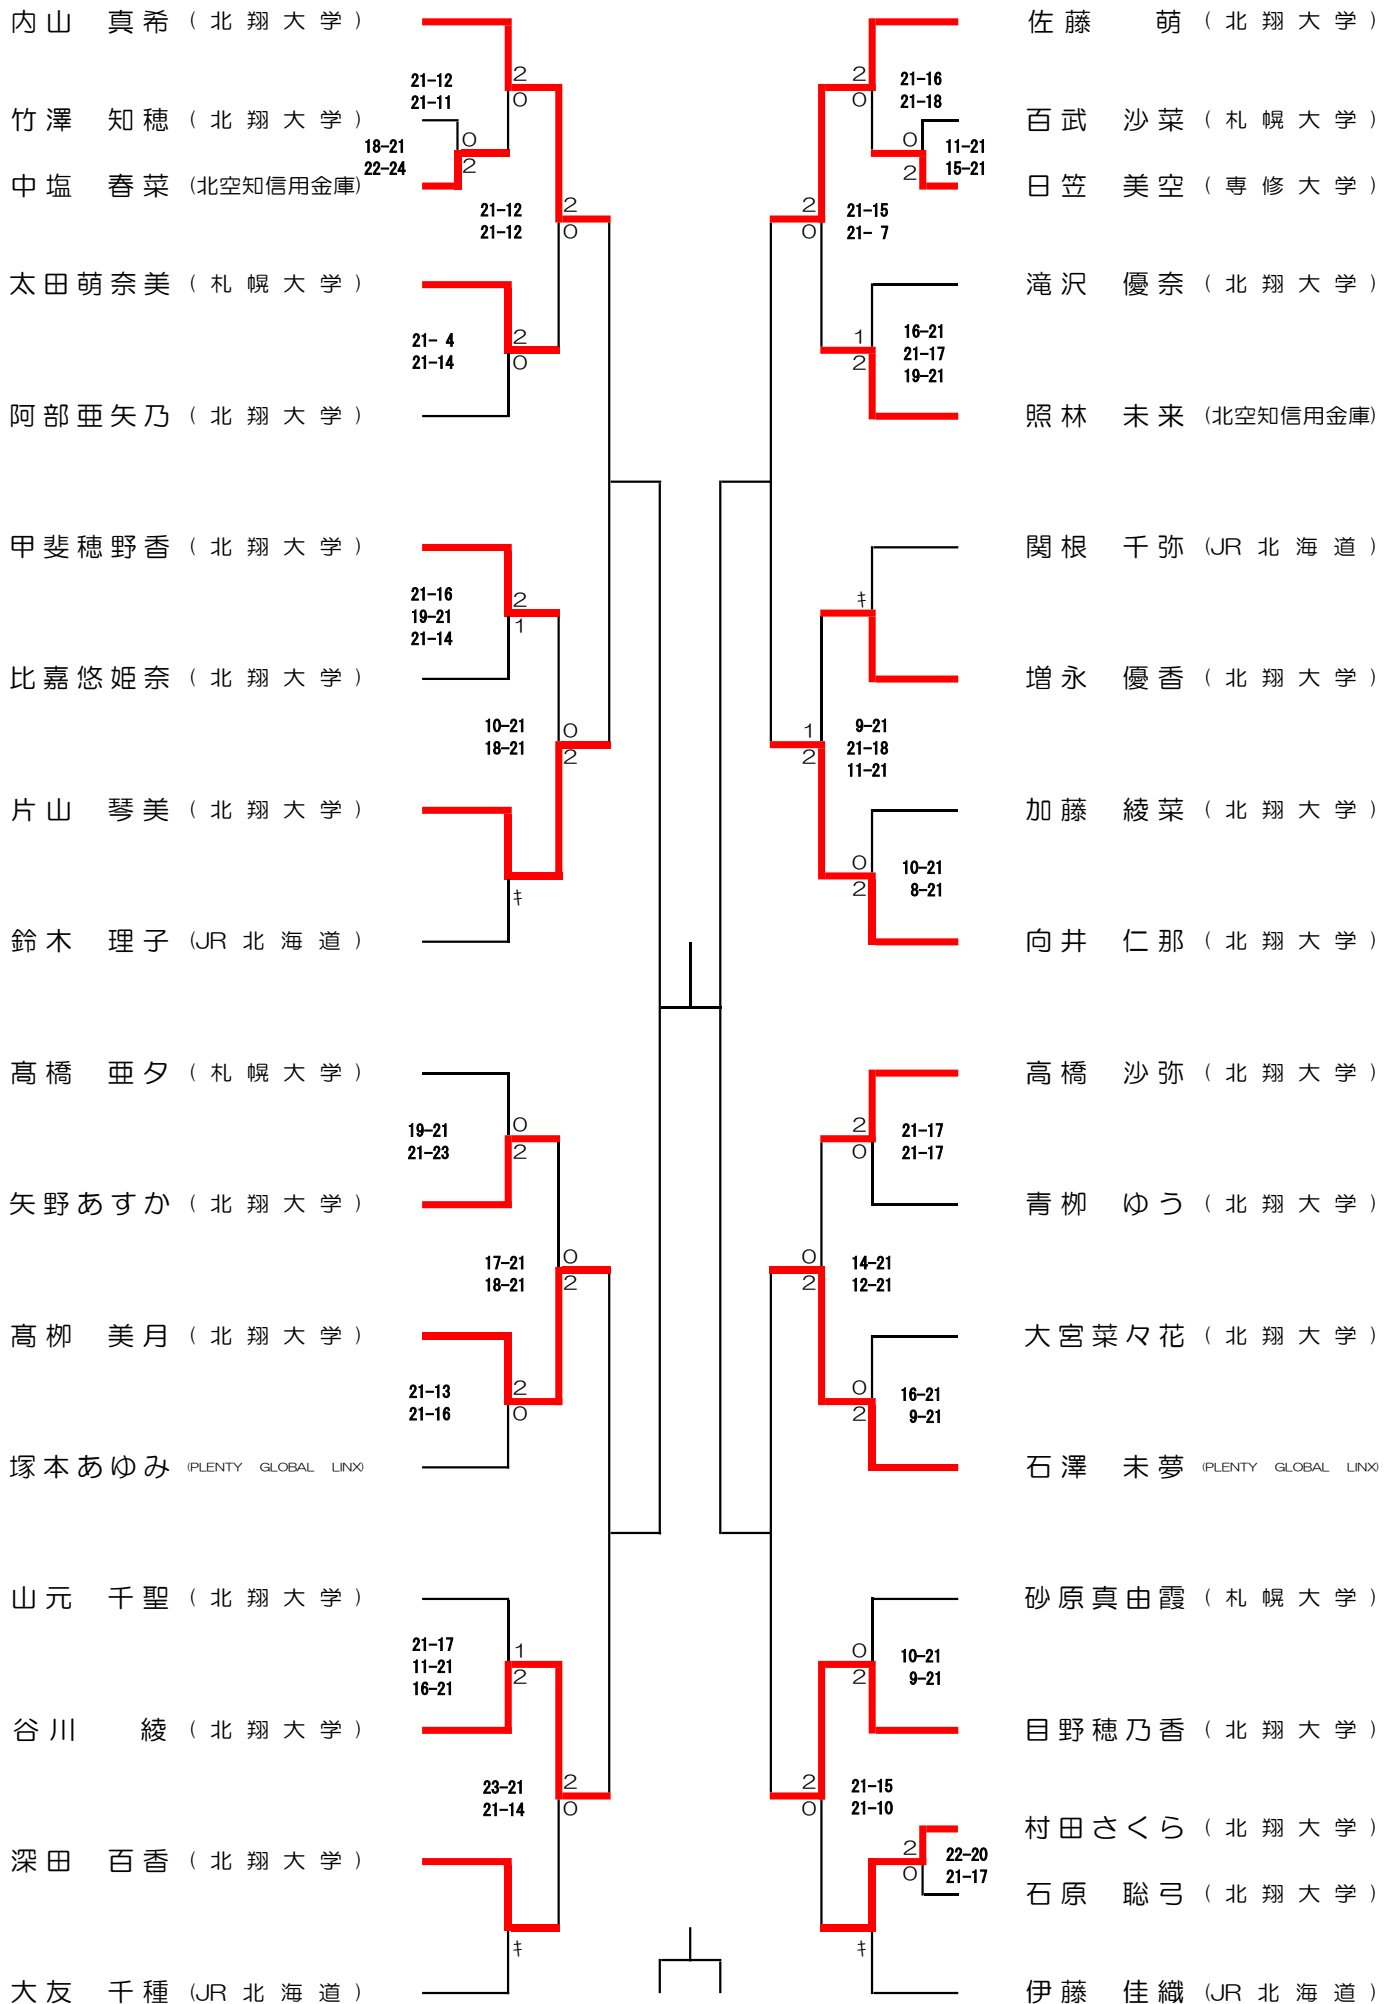 内山 真希 ( 北 翔 大 学 )
21-12 2
21-11 0
竹澤 知穂 ( 北 翔 大 学 )
18-21 0
22-24 2
中塩 春菜 (北空知信用金庫)
21-12 2
21-12 0
太田萌奈美 ( 札 幌 大 学 )
21- 4 2
21-14 0
阿部亜矢乃 ( 北 翔 大 学 )
甲斐穂野香 ( 北 翔 大 学 )
21-16 2
19-21
21-14 1
比嘉悠姫奈 ( 北 翔 大 学 )
10-21 0
18-21 2
片山 琴美 ( 北 翔 大 学 )
ｷ
鈴木 理子 (JR 北 海 道 )
髙橋 亜夕 ( 札 幌 大 学 )
19-21 0
21-23 2
矢野あすか ( 北 翔 大 学 )
17-21 0
18-21 2
髙栁 美月 ( 北 翔 大 学 )
21-13 2
21-16 0
塚本あゆみ (PLENTY GLOBAL LINX)
山元 千聖 ( 北 翔 大 学 )
21-17 1
11-21 2
16-21
谷川 綾 ( 北 翔 大 学 )
23-21 2
21-14 0
深田 百香 ( 北 翔 大 学 )
ｷ
大友 千種 (JR 北 海 道 )
佐藤 萌 ( 北 翔 大 学 )
2 21-16
0 21-18
百武 沙菜 ( 札 幌 大 学 )
0 11-21
2 15-21
日笠 美空 ( 専 修 大 学 )
2 21-15
0 21- 7
滝沢 優奈 ( 北 翔 大 学 )
1 16-21
2 21-17
19-21
照林 未来 (北空知信用金庫)
関根 千弥 (JR 北 海 道 )
ｷ
増永 優香 ( 北 翔 大 学 )
1 9-21
2 21-18
11-21
加藤 綾菜 ( 北 翔 大 学 )
0 10-21
2 8-21
向井 仁那 ( 北 翔 大 学 )
高橋 沙弥 ( 北 翔 大 学 )
2 21-17
0 21-17
青栁 ゆう ( 北 翔 大 学 )
0 14-21
2 12-21
大宮菜々花 ( 北 翔 大 学 )
0 16-21
2 9-21
石澤 未夢 (PLENTY GLOBAL LINX)
砂原真由霞 ( 札 幌 大 学 )
0 10-21
2 9-21
目野穂乃香 ( 北 翔 大 学 )
2 21-15
0 21-10
村田さくら ( 北 翔 大 学 )
2 22-20
0 21-17
石原 聡弓 ( 北 翔 大 学 )
ｷ
伊藤 佳織 (JR 北 海 道 )